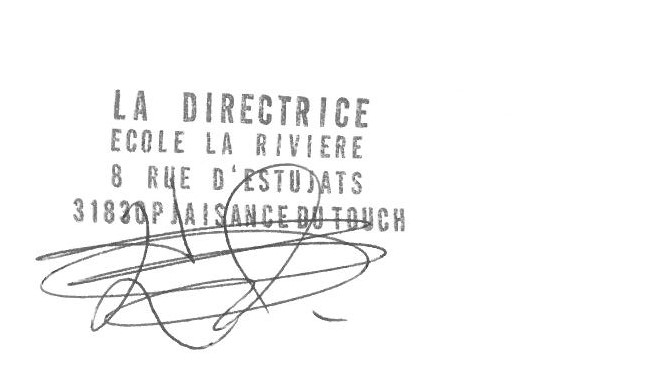 LA DIRECTRICE
ECOLE LA RIVIERE
8 RUE D'ESTUJATS
31830 PLAISANCE DU TOUCH